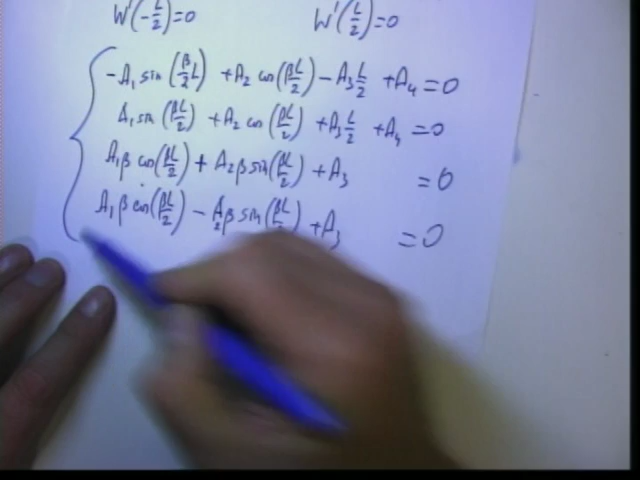 W'(-L/2)=0 W'(L/2)=0
-A₁ sin(β/2 L) +A₂ cos(βL/2) -A₃ L/2 +A₄ =0
A₁ sin(βL/2) +A₂ cos(βL/2) +A₃ L/2 +A₄ =0
A₁β cos(βL/2) + A₂β sin(βL/2) +A₃ =0
A₁β cos(βL/2) - A₂β sin(βL/2) +A₃ =0